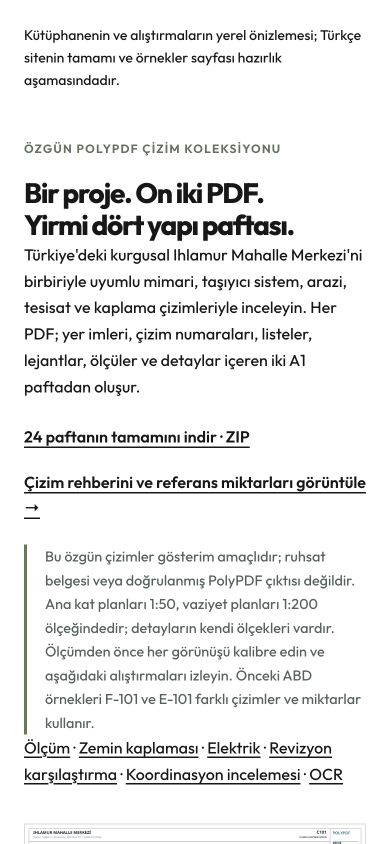 Kütüphanenin ve alıştırmaların yerel önizlemesi; Türkçe
sitenin tamamı ve örnekler sayfası hazırlık
aşamasındadır.
ÖZGÜN POLYPDF ÇİZİM KOLEKSİYONU
Bir proje. On iki PDF.
Yirmi dört yapı paftası.
Türkiye'deki kurgusal Ihlamur Mahalle Merkezi'ni
birbiriyle uyumlu mimari, taşıyıcı sistem, arazi,
tesisat ve kaplama çizimleriyle inceleyin. Her
PDF; yer imleri, çizim numaraları, listeler,
lejantlar, ölçüler ve detaylar içeren iki A1
paftadan oluşur.
24 paftanın tamamını indir · ZIP
Çizim rehberini ve referans miktarları görüntüle
→
Bu özgün çizimler gösterim amaçlıdır; ruhsat
belgesi veya doğrulanmış PolyPDF çıktısı değildir.
Ana kat planları 1:50, vaziyet planları 1:200
ölçeğindedir; detayların kendi ölçekleri vardır.
Ölçümden önce her görünüşü kalibre edin ve
aşağıdaki alıştırmaları izleyin. Önceki ABD
örnekleri F-101 ve E-101 farklı çizimler ve miktarlar
kullanır.
Ölçüm · Zemin kaplaması · Elektrik · Revizyon
karşılaştırma · Koordinasyon incelemesi · OCR
IHLAMUR MAHALLE MERKEZİ C101 POLYPDF